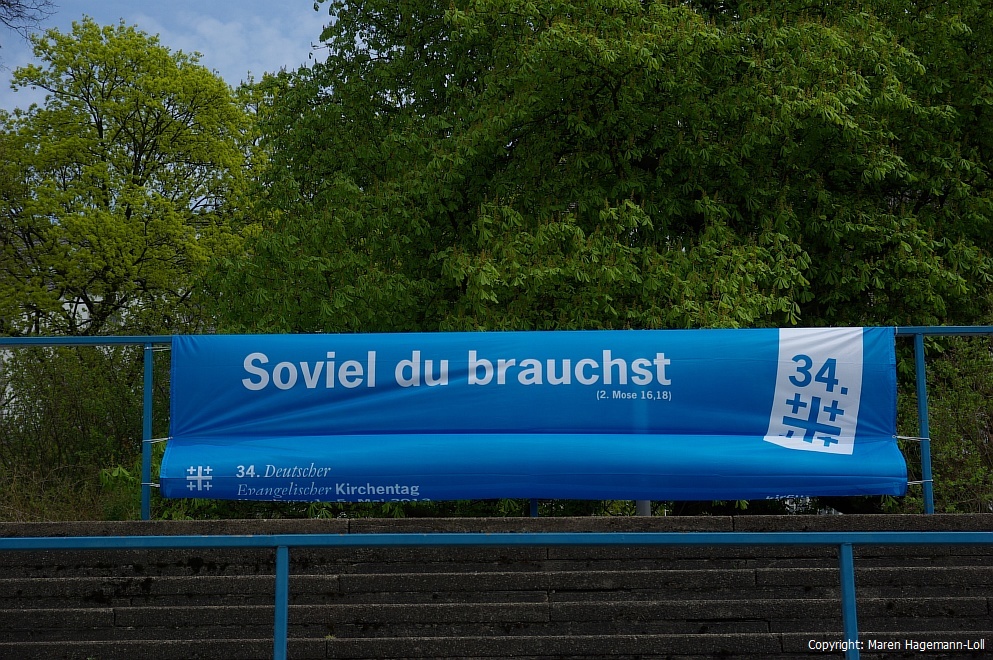 Soviel du brauchst
(2. Mose 16,18)
34.
34. Deutscher
Evangelischer Kirchentag
Copyright: Maren Hagemann-Loll